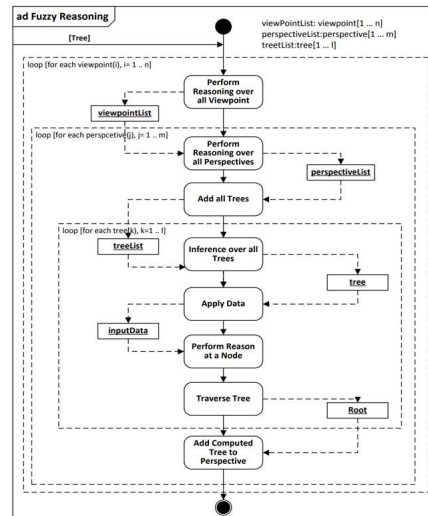 ad Fuzzy Reasoning
viewPointList: viewpoint[1 ... n]
perspectiveList:perspective[1 ... m]
treetList:tree[1 ... l]
[Tree]
loop [for each viewpoint(i), i= 1 .. n]
Perform
Reasoning over
all Viewpoint
viewpointList
loop [for each perspcetive(j), j= 1 .. m]
Perform
Reasoning over
all Perspectives
perspectiveList
Add all Trees
loop [for each tree(k), k=1 .. l]
treeList
Inference over all
Trees
tree
Apply Data
inputData
Perform Reason
at a Node
Traverse Tree
Root
Add Computed
Tree to
Perspective